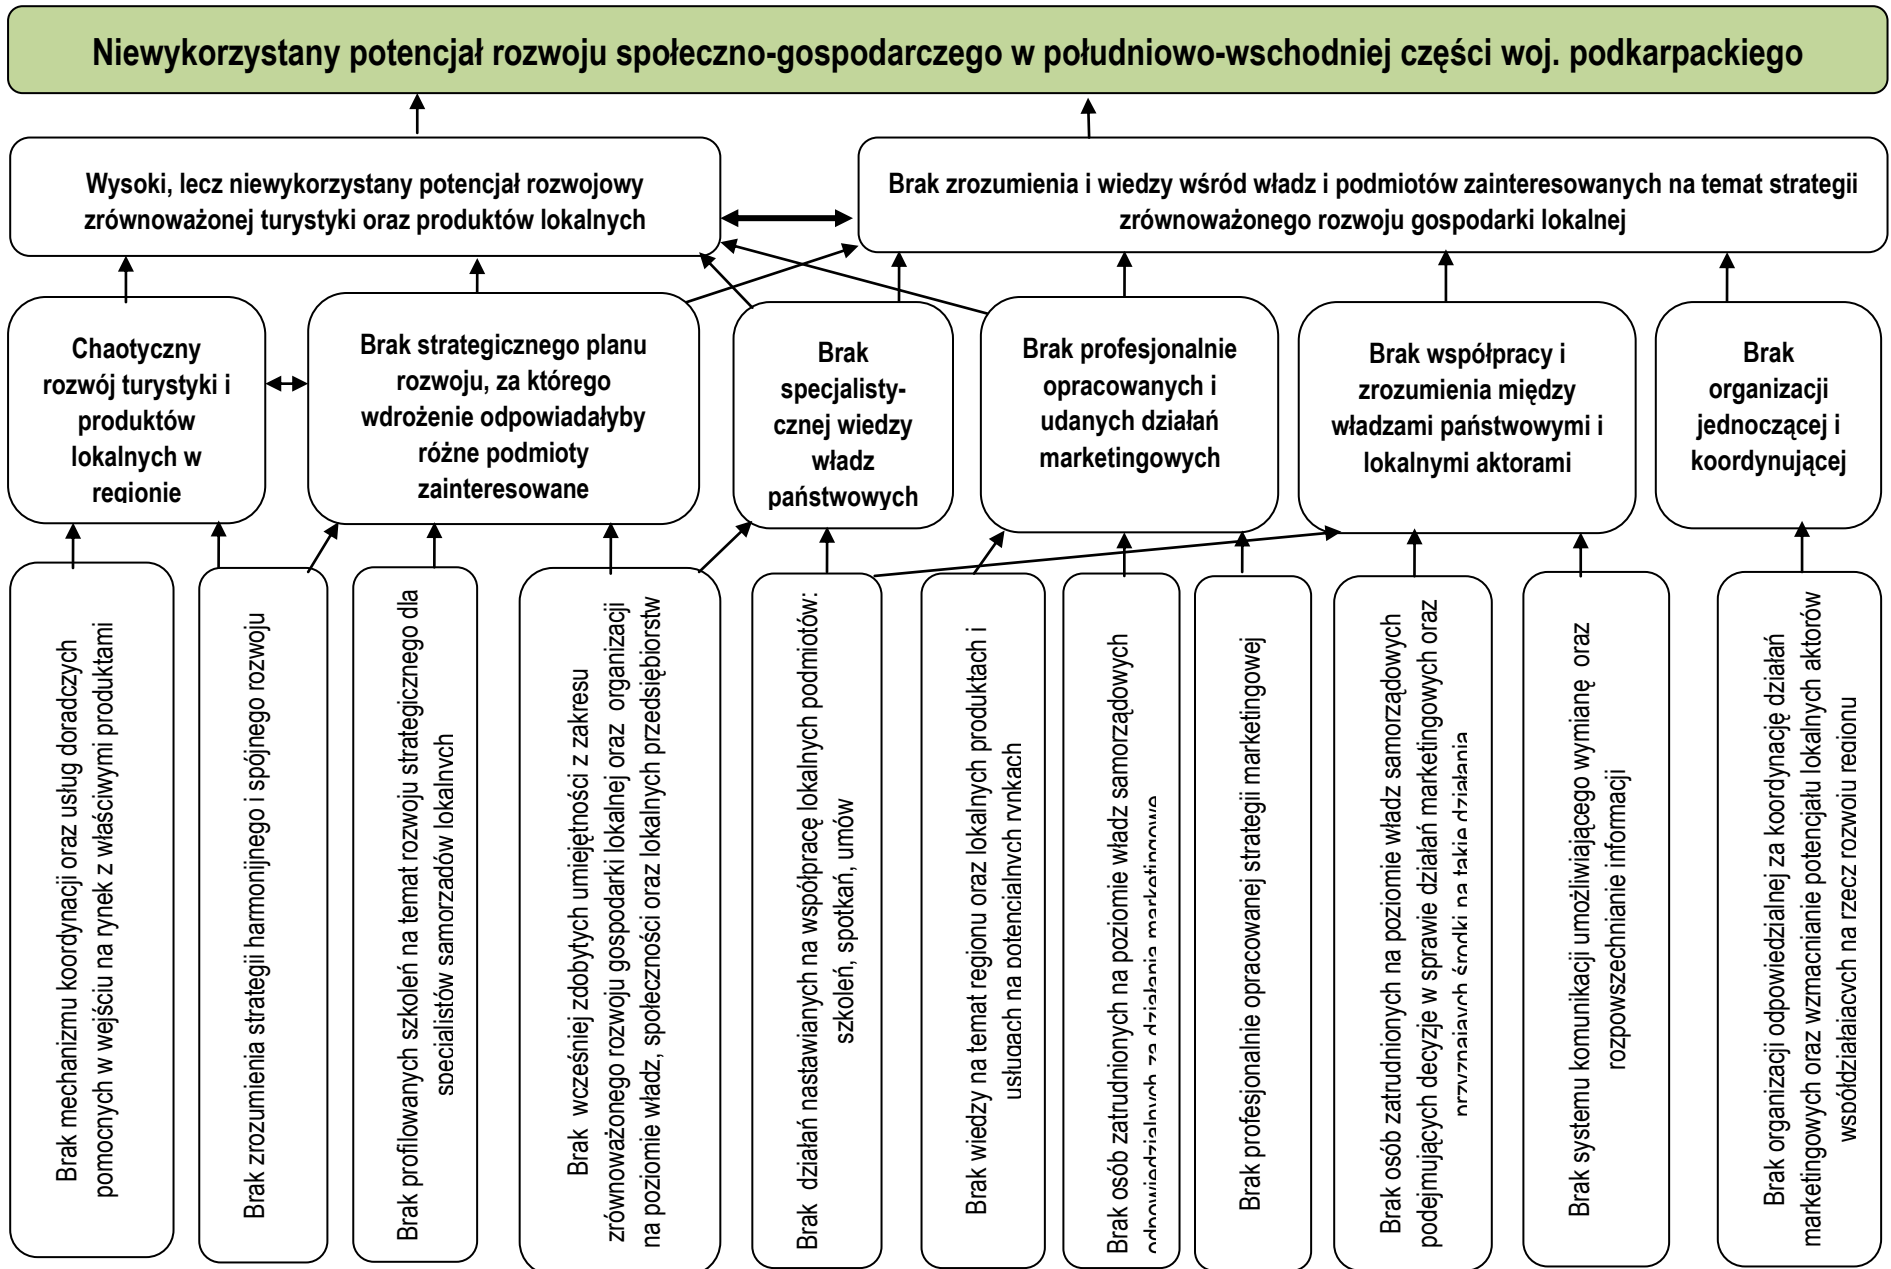 Niewykorzystany potencjał rozwoju społeczno-gospodarczego w południowo-wschodniej części woj. podkarpackiego
Wysoki, lecz niewykorzystany potencjał rozwojowy
zrównoważonej turystyki oraz produktów lokalnych
Brak zrozumienia i wiedzy wśród władz i podmiotów zainteresowanych na temat strategii
zrównoważonego rozwoju gospodarki lokalnej
Chaotyczny
rozwój turystyki i
produktów
lokalnych w
regionie
Brak strategicznego planu
rozwoju, za którego
wdrożenie odpowiadałyby
różne podmioty
zainteresowane
Brak
specjalisty-
cznej wiedzy
władz
państwowych
Brak profesjonalnie
opracowanych i
udanych działań
marketingowych
Brak współpracy i
zrozumienia między
władzami państwowymi i
lokalnymi aktorami
Brak
organizacji
jednoczącej i
koordynującej
Brak mechanizmu koordynacji oraz usług doradczych
pomocnych w wejściu na rynek z właściwymi produktami
Brak zrozumienia strategii harmonijnego i spójnego rozwoju
Brak profilowanych szkoleń na temat rozwoju strategicznego dla
specjalistów samorządów lokalnych
Brak wcześniej zdobytych umiejętności z zakresu
zrównoważonego rozwoju gospodarki lokalnej oraz organizacji
na poziomie władz, społeczności oraz lokalnych przedsiębiorstw
Brak działań nastawianych na współpracę lokalnych podmiotów:
szkoleń, spotkań, umów
Brak wiedzy na temat regionu oraz lokalnych produktach i
usługach na potencjalnych rynkach
Brak osób zatrudnionych na poziomie władz samorządowych
odpowiedzialnych za działania marketingowe
Brak profesjonalnie opracowanej strategii marketingowej
Brak osób zatrudnionych na poziomie władz samorządowych
podejmujących decyzje w sprawie działań marketingowych oraz
przyznających środki na takie działania
Brak systemu komunikacji umożliwiającego wymianę oraz
rozpowszechnianie informacji
Brak organizacji odpowiedzialnej za koordynację działań
marketingowych oraz wzmacnianie potencjału lokalnych aktorów
współdziałających na rzecz rozwoju regionu